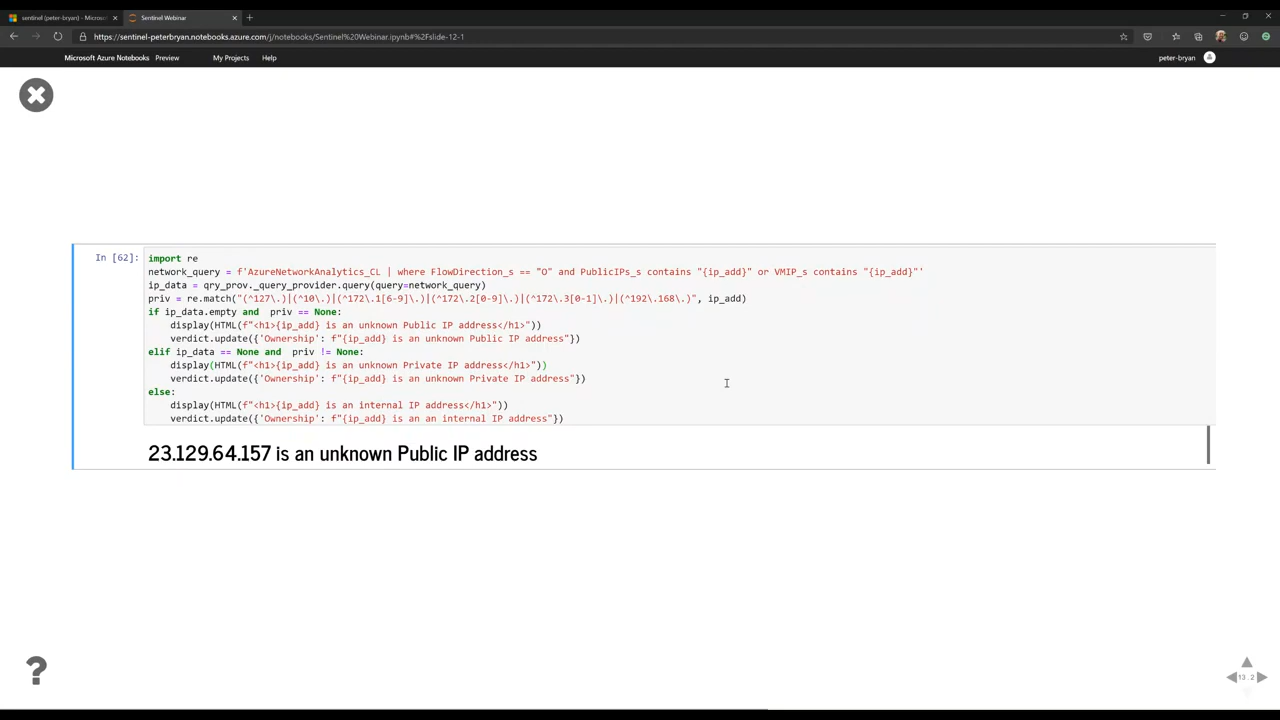 sentinel (peter-bryan) - Microso
Sentinel Webinar
https://sentinel-peterbryan.notebooks.azure.com/j/notebooks/Sentinel%20Webinar.ipynb#%2Fslide-12-1
Microsoft Azure Notebooks Preview My Projects Help peter-bryan
In [62]: import re
network_query = f'AzureNetworkAnalytics_CL | where FlowDirection_s == "O" and PublicIPs_s contains "{ip_add}" or VMIP_s contains "{ip_add}"'
ip_data = qry_prov._query_provider.query(query=network_query)
priv = re.match("(^127\.)|(^10\.)|(^172\.1[6-9]\.)|(^172\.2[0-9]\.)|(^172\.3[0-1]\.)|(^192\.168\.)", ip_add)
if ip_data.empty and  priv == None:
    display(HTML(f"<h1>{ip_add} is an unknown Public IP address</h1>"))
    verdict.update({'Ownership': f"{ip_add} is an unknown Public IP address"})
elif ip_data == None and  priv != None:
    display(HTML(f"<h1>{ip_add} is an unknown Private IP address</h1>"))
    verdict.update({'Ownership': f"{ip_add} is an unknown Private IP address"})
else:
    display(HTML(f"<h1>{ip_add} is an internal IP address</h1>"))
    verdict.update({'Ownership': f"{ip_add} is an an internal IP address"})
23.129.64.157 is an unknown Public IP address
?
13.2